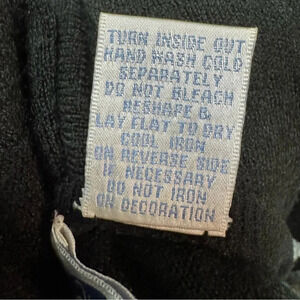 TURN INSIDE OUT
HAND WASH COLD
SEPARATELY
DO NOT BLEACH
RESHAPE &
LAY FLAT TO DRY
COOL IRON
ON REVERSE SIDE
IF NECESSARY
DO NOT IRON
ON DECORATION